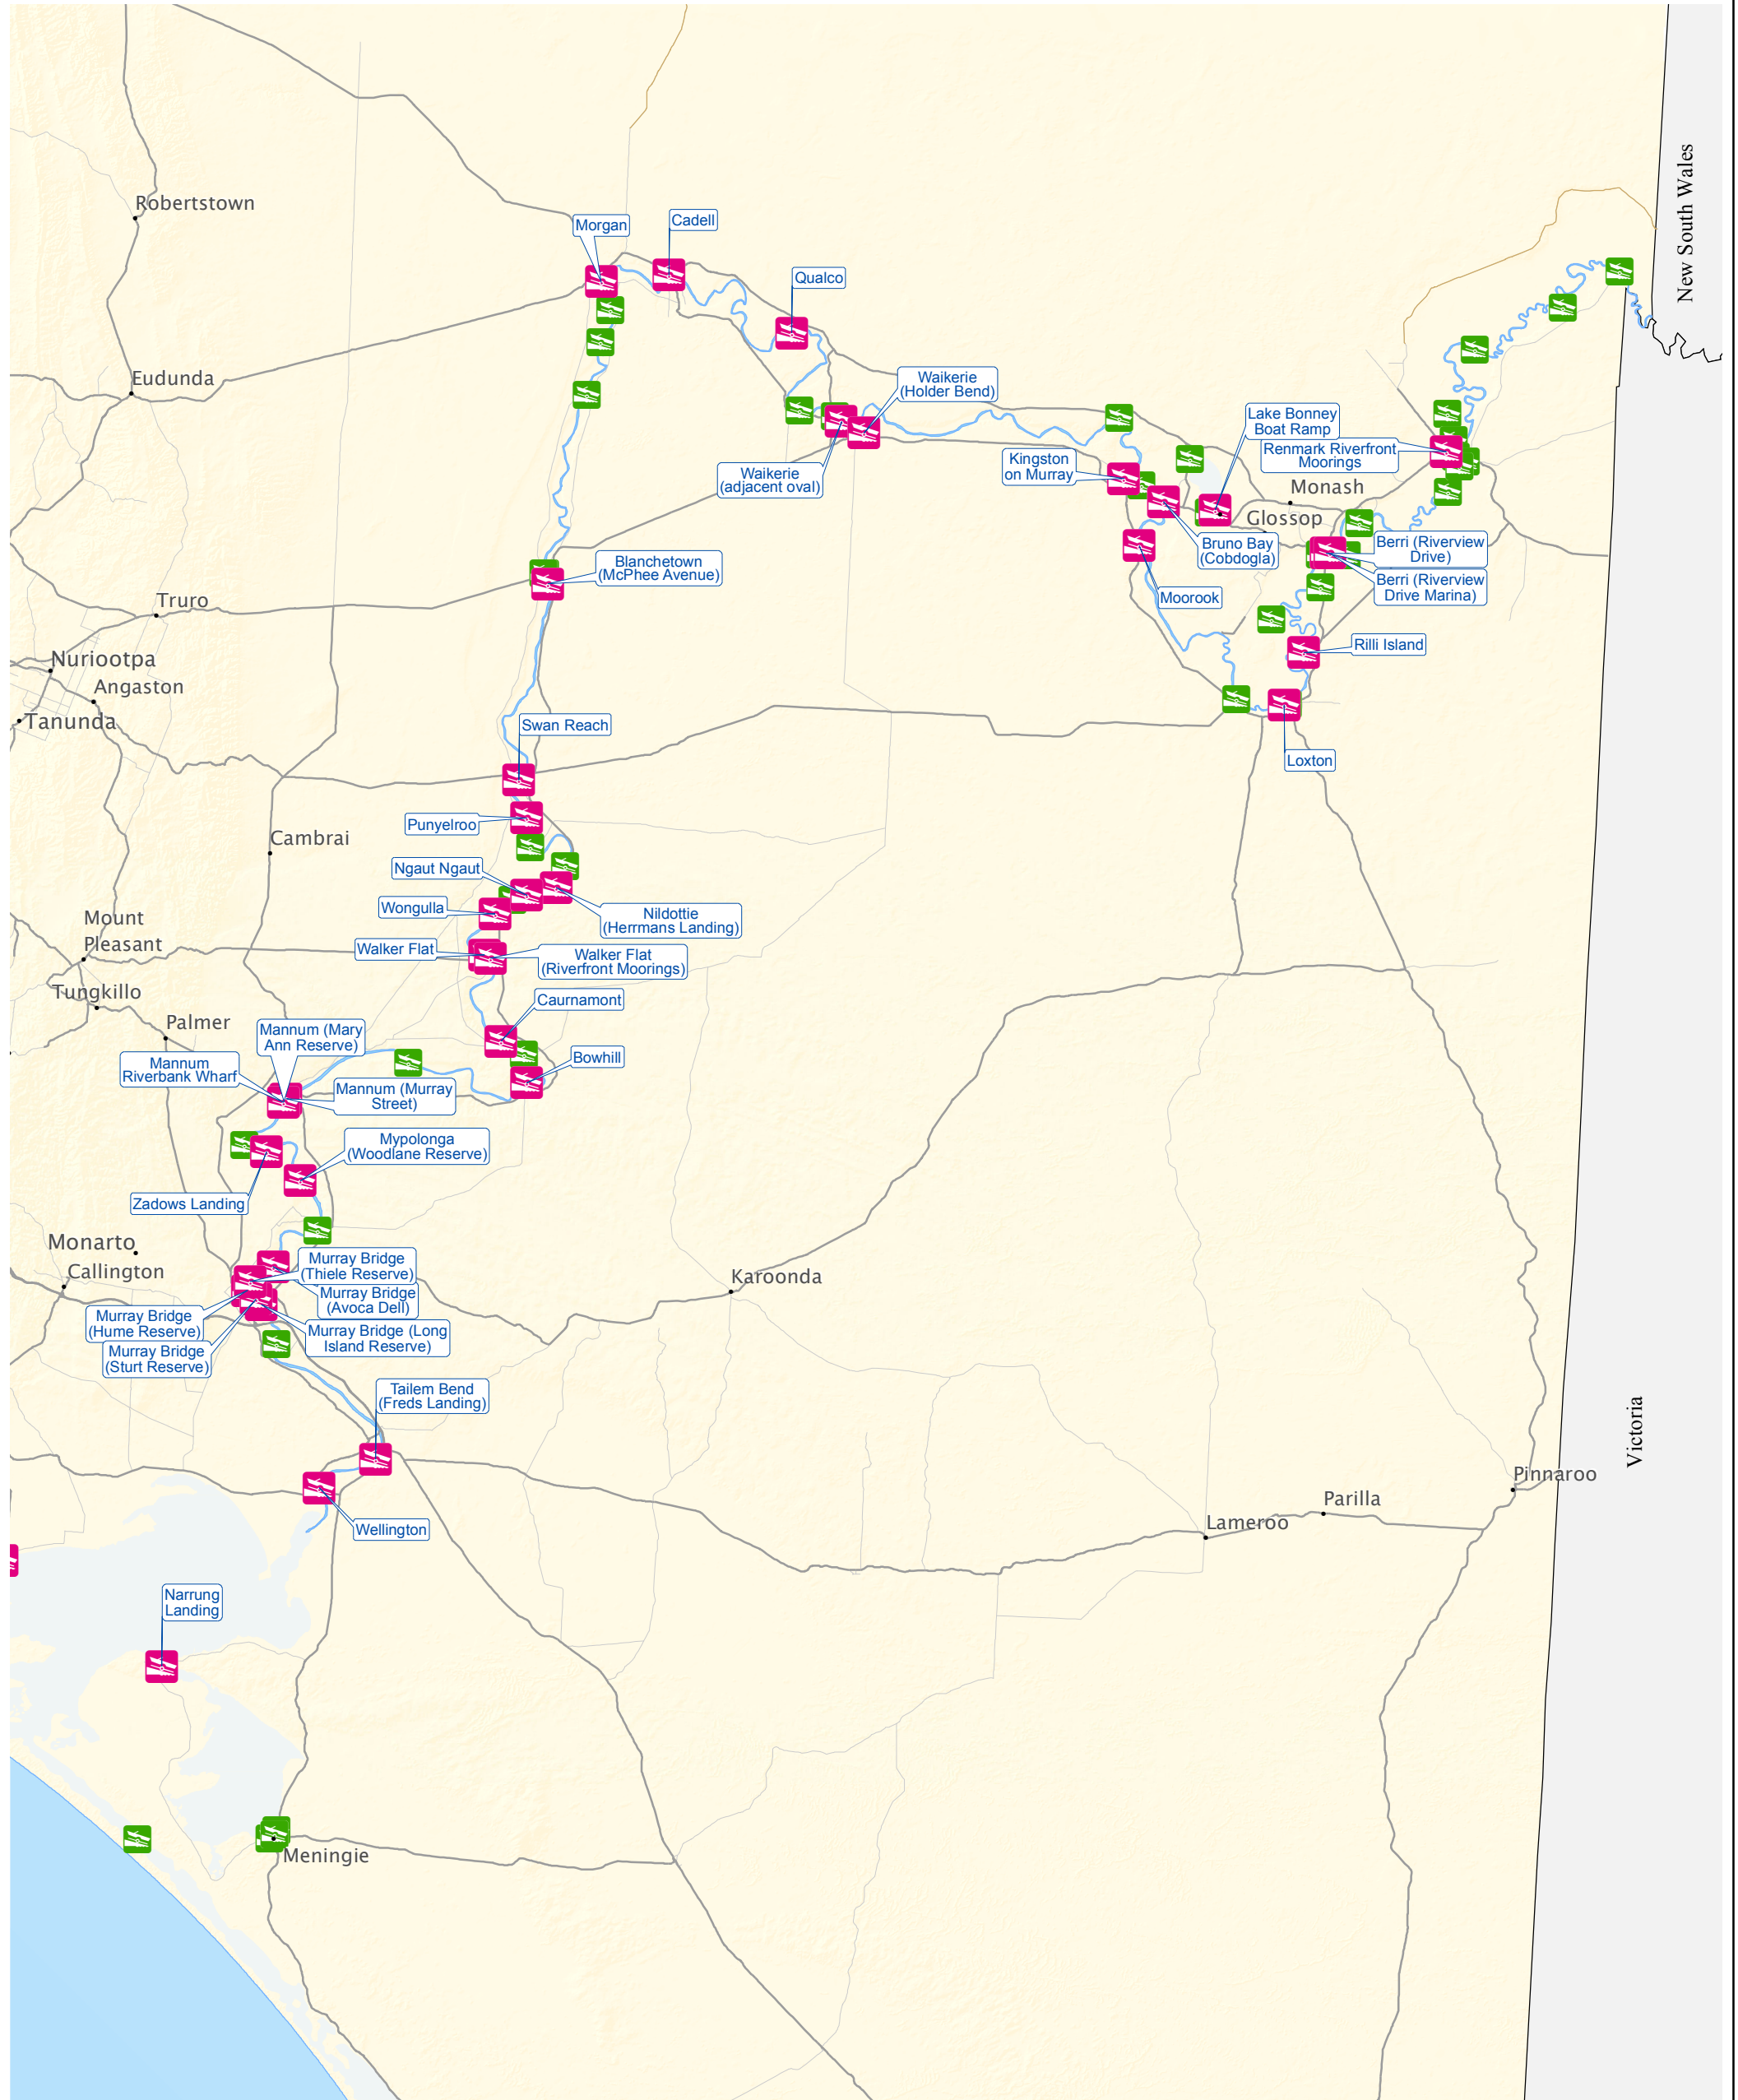 New South Wales
Robertstown
Morgan
Cadell
Qualco
Eudunda
Waikerie
(Holder Bend)
Lake Bonney
Boat Ramp
Renmark Riverfront
Moorings
Kingston
on Murray
Waikerie
(adjacent oval)
Monash
Glossop
Bruno Bay
(Cobdogla)
Berri (Riverview
Drive)
Blanchetown
(McPhee Avenue)
Berri (Riverview
Drive Marina)
Truro
Moorook
Rilli Island
Nuriootpa
Angaston
Tanunda
Swan Reach
Loxton
Punyelroo
Cambrai
Ngaut Ngaut
Wongulla
Nildottie
(Herrmans Landing)
Mount
Pleasant
Walker Flat
Walker Flat
(Riverfront Moorings)
Tungkillo
Caurnamont
Palmer
Mannum (Mary
Ann Reserve)
Mannum
Riverbank Wharf
Bowhill
Mannum (Murray
Street)
Mypolonga
(Woodlane Reserve)
Zadows Landing
Monarto
Callington
Murray Bridge
(Thiele Reserve)
Karoonda
Murray Bridge
(Avoca Dell)
Murray Bridge
(Hume Reserve)
Murray Bridge (Long
Island Reserve)
Murray Bridge
(Sturt Reserve)
Tailem Bend
(Freds Landing)
Victoria
Pinnaroo
Parilla
Lameroo
Wellington
Narrung
Landing
Meningie